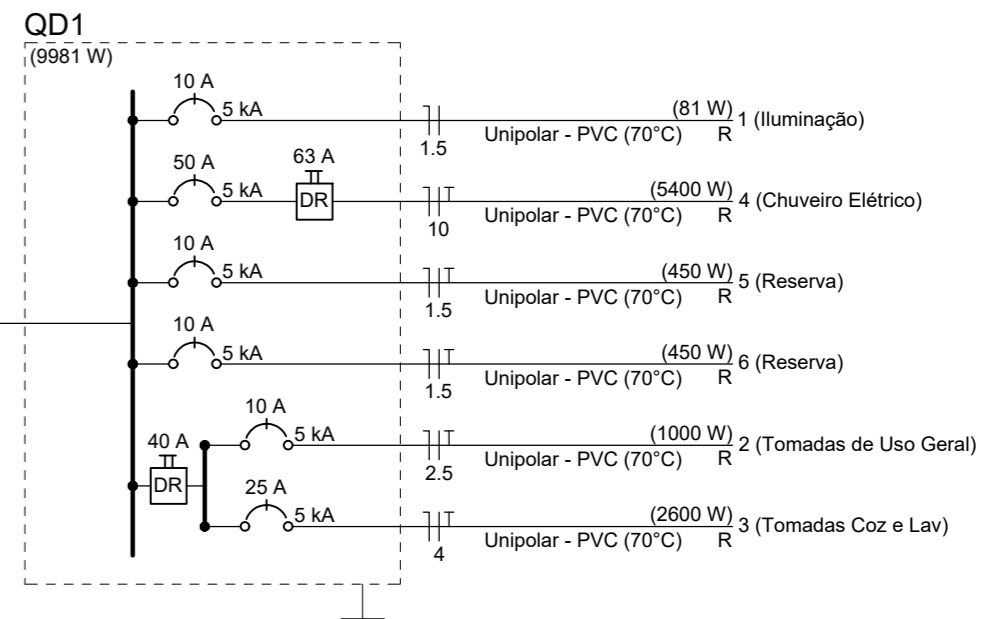 QD1
(9981 W)
10 A
5 kA
1.5
(81 W)
Unipolar - PVC (70°C) R
1 (Iluminação)
50 A
5 kA
63 A
DR
10
(5400 W)
Unipolar - PVC (70°C) R
4 (Chuveiro Elétrico)
10 A
5 kA
1.5
(450 W)
Unipolar - PVC (70°C) R
5 (Reserva)
10 A
5 kA
1.5
(450 W)
Unipolar - PVC (70°C) R
6 (Reserva)
40 A
DR
10 A
5 kA
2.5
(1000 W)
Unipolar - PVC (70°C) R
2 (Tomadas de Uso Geral)
25 A
5 kA
4
(2600 W)
Unipolar - PVC (70°C) R
3 (Tomadas Coz e Lav)